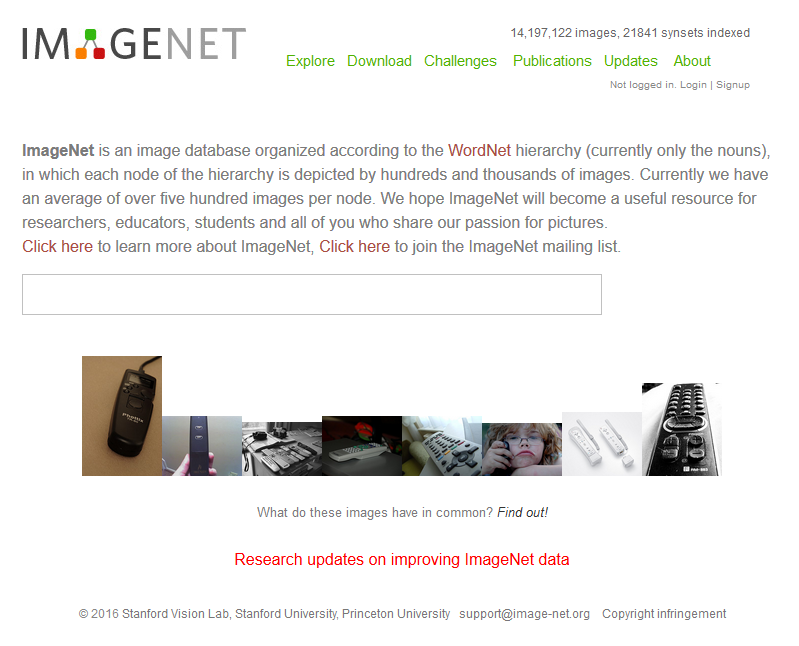 IMAGENET
14,197,122 images, 21841 synsets indexed
Explore Download Challenges Publications Updates About
Not logged in. Login | Signup
ImageNet is an image database organized according to the WordNet hierarchy (currently only the nouns),
in which each node of the hierarchy is depicted by hundreds and thousands of images. Currently we have
an average of over five hundred images per node. We hope ImageNet will become a useful resource for
researchers, educators, students and all of you who share our passion for pictures.
Click here to learn more about ImageNet, Click here to join the ImageNet mailing list.
What do these images have in common? Find out!
Research updates on improving ImageNet data
© 2016 Stanford Vision Lab, Stanford University, Princeton University support@image-net.org Copyright infringement